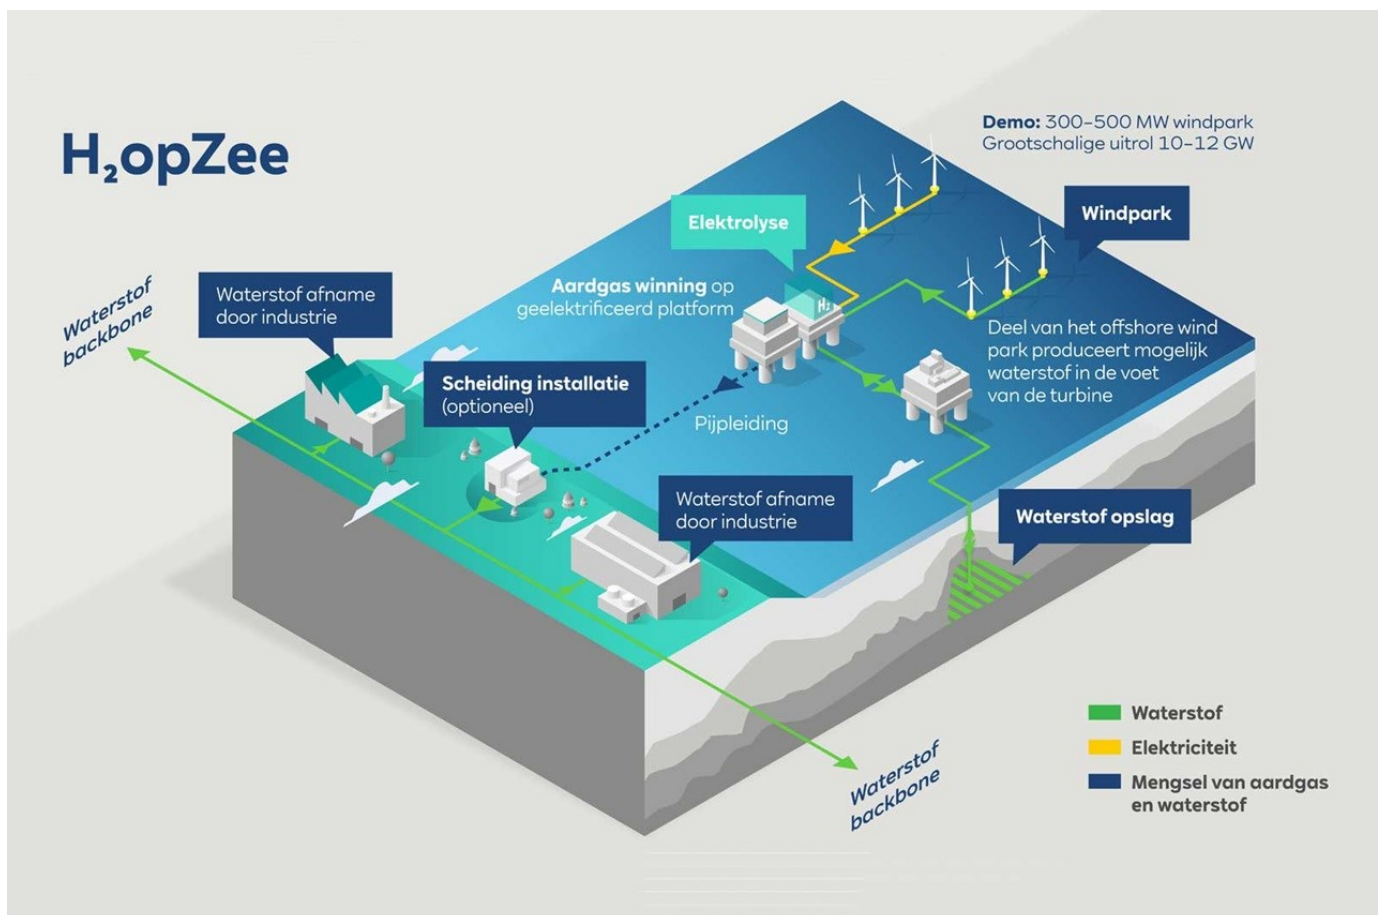 H₂opZee
Demo: 300–500 MW windpark
Grootschalige uitrol 10–12 GW
Windpark
Elektrolyse
Aardgas winning op
geelektrificeerd platform
H₂
Waterstof
backbone
Waterstof afname
door industrie
Deel van het offshore wind
park produceert mogelijk
waterstof in de voet
van de turbine
Scheiding installatie
(optioneel)
Pijpleiding
Waterstof afname
door industrie
Waterstof opslag
Waterstof
backbone
Waterstof
Elektriciteit
Mengsel van aardgas
en waterstof